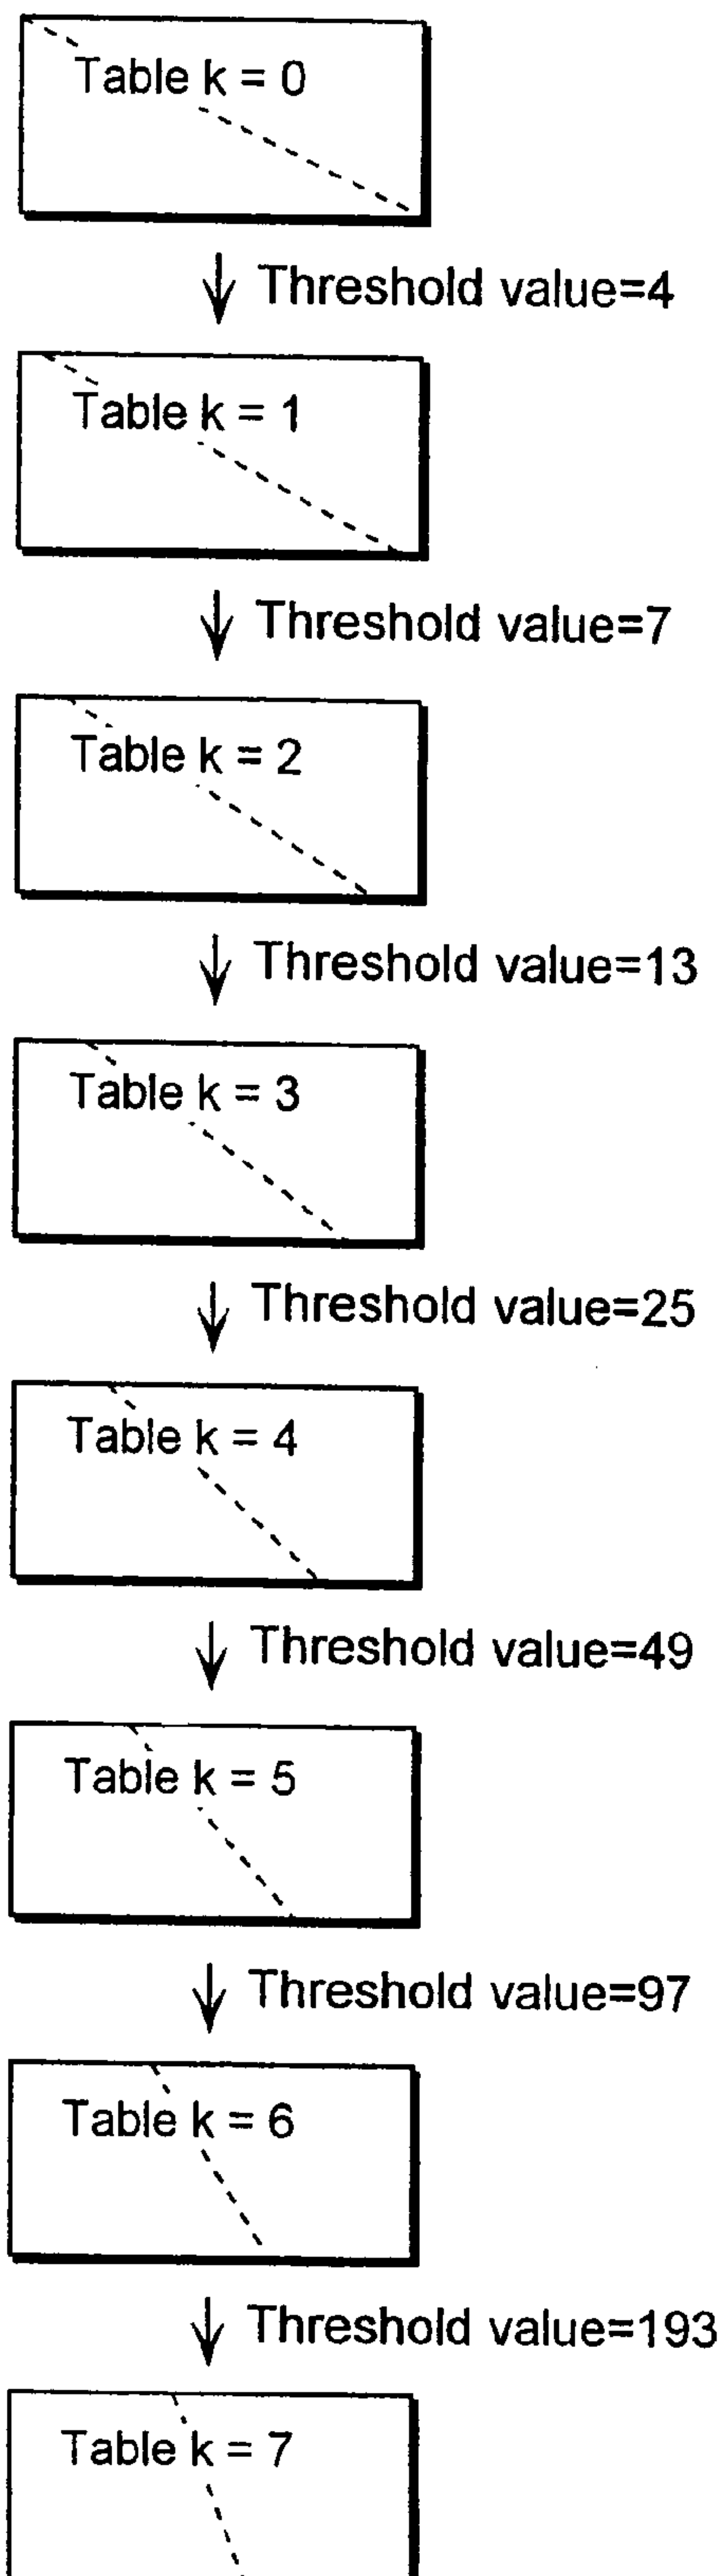 Table k = 0
Threshold value=4
Table k = 1
Threshold value=7
Table k = 2
Threshold value=13
Table k = 3
Threshold value=25
Table k = 4
Threshold value=49
Table k = 5
Threshold value=97
Table k = 6
Threshold value=193
Table k = 7